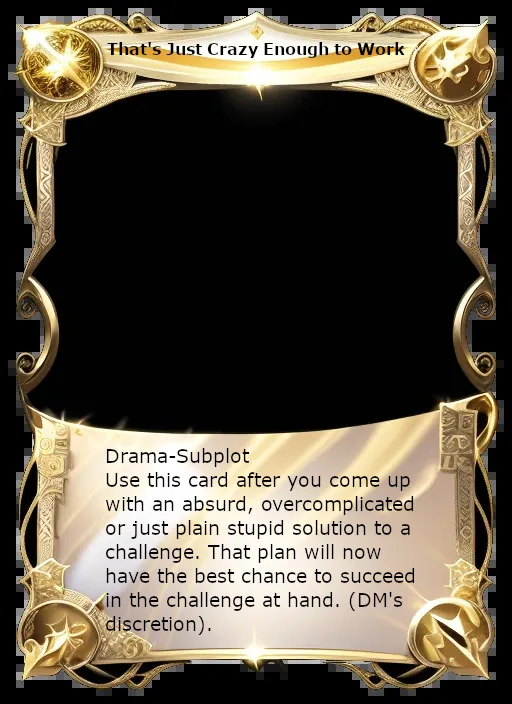 That's Just Crazy Enough to Work
Drama-Subplot
Use this card after you come up
with an absurd, overcomplicated
or just plain stupid solution to a
challenge. That plan will now
have the best chance to succeed
in the challenge at hand. (DM's
discretion).